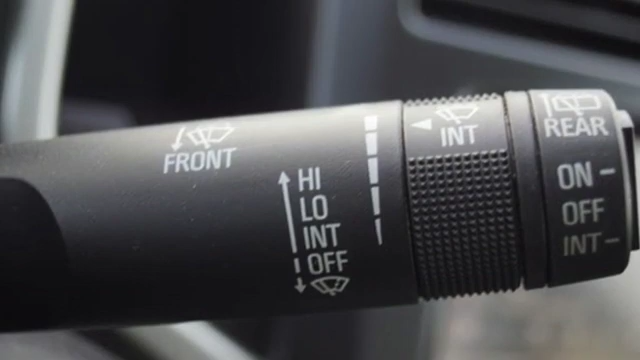 FRONT
HI
LO
INT
OFF
INT
REAR
ON
OFF
INT